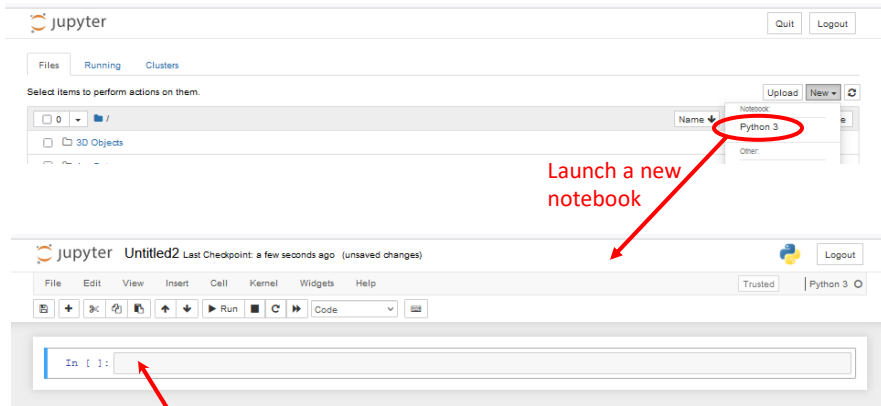 jupyter
Quit Logout
Files Running Clusters
Select items to perform actions on them.
Upload New
Notebook:
0 / Name e
Python 3
3D Objects
Other:
Launch a new
notebook
jupyter Untitled2 Last Checkpoint: a few seconds ago (unsaved changes)
Logout
File Edit View Insert Cell Kernel Widgets Help
Trusted Python 3
Run Code
In [ ]: